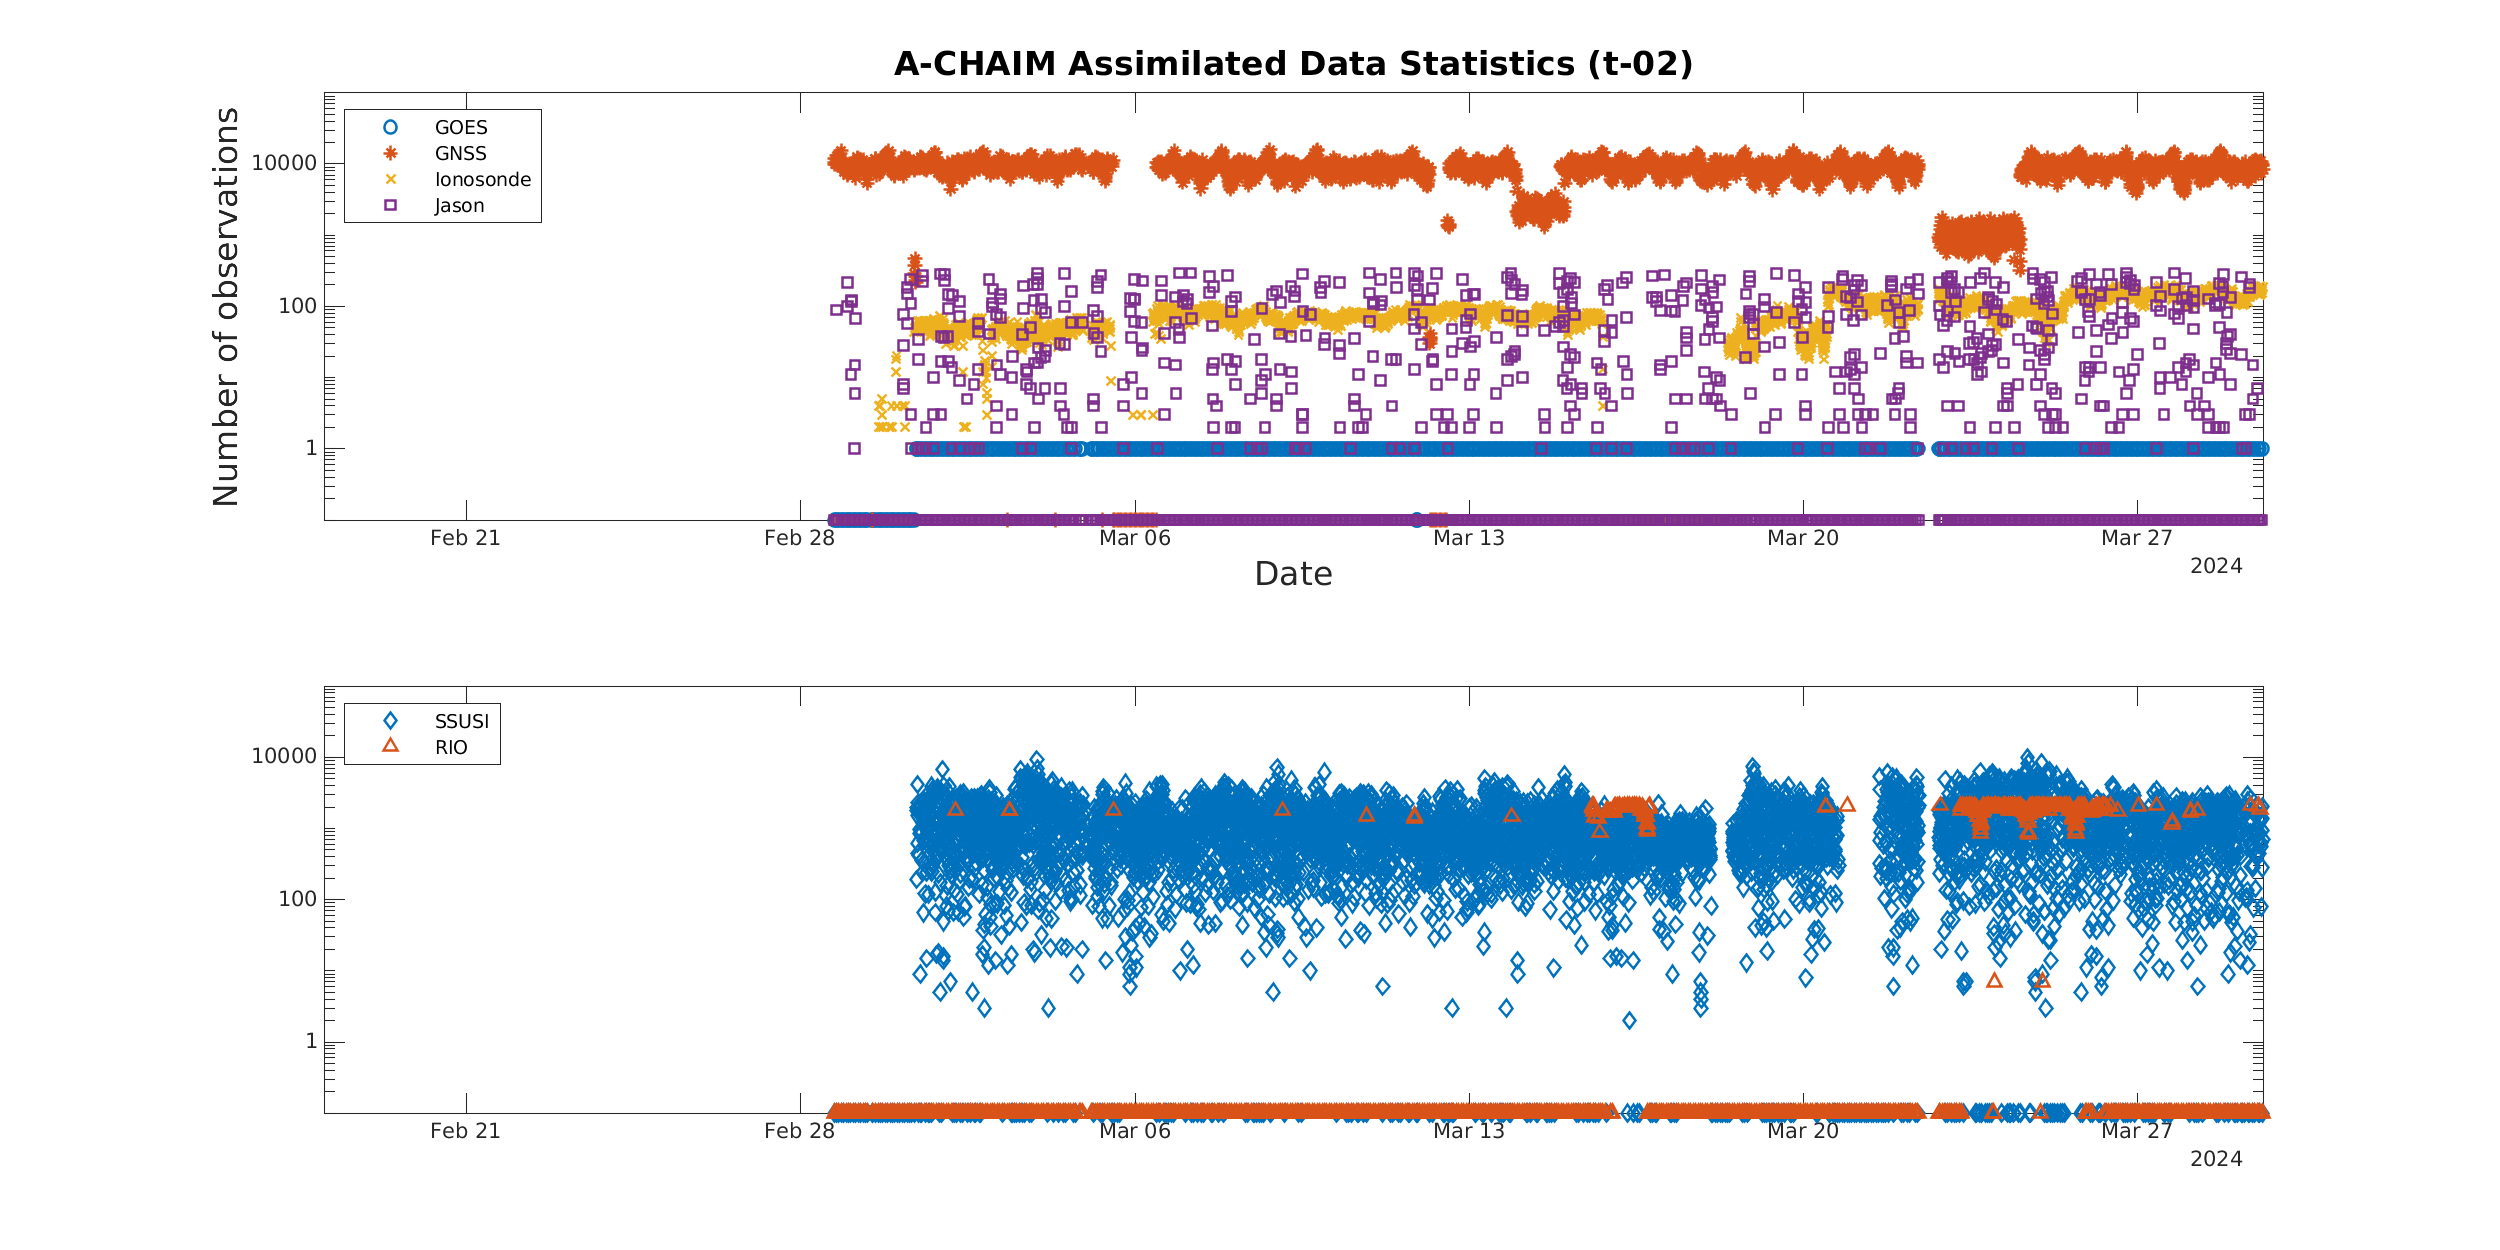 A-CHAIM Assimilated Data Statistics (t-02)
Number of observations
10000
100
1
GOES
GNSS
Ionosonde
Jason
Feb 21
Feb 28
Mar 06
Mar 13
Mar 20
Mar 27
2024
Date
10000
100
1
SSUSI
RIO
Feb 21
Feb 28
Mar 06
Mar 13
Mar 20
Mar 27
2024